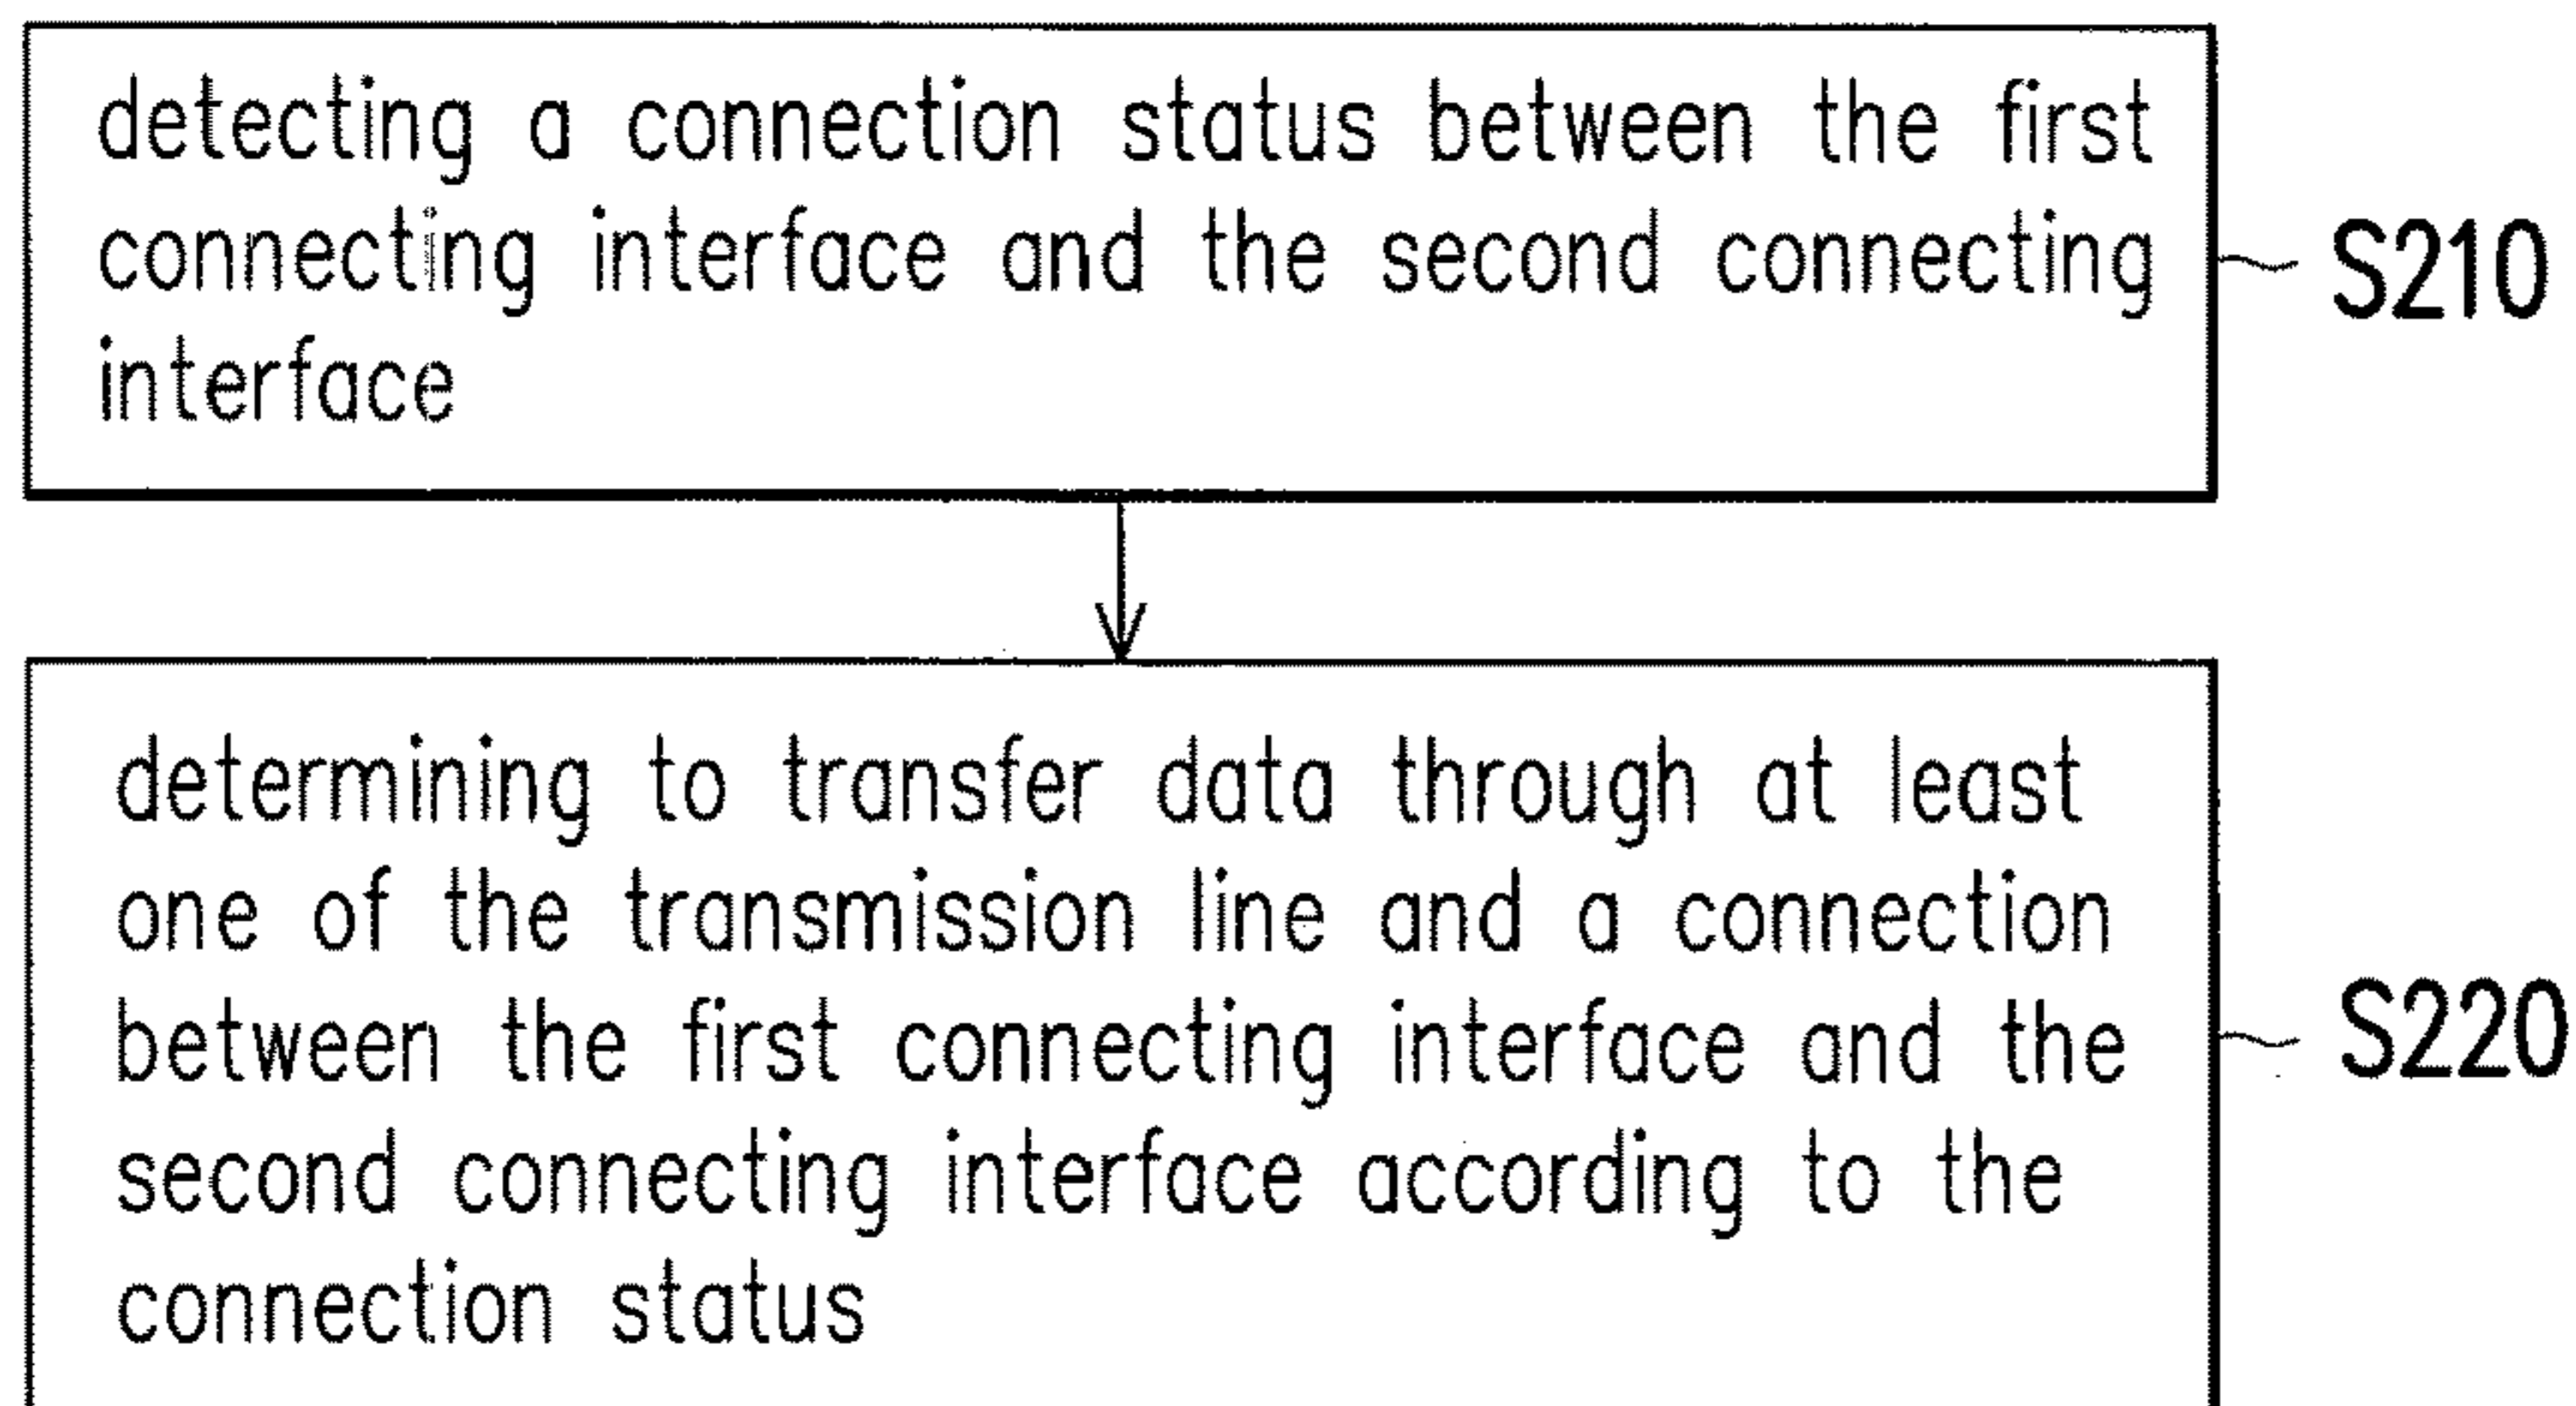 detecting a connection status between the first
connecting interface and the second connecting
interface
S210
determining to transfer data through at least
one of the transmission line and a connection
between the first connecting interface and the
second connecting interface according to the
connection status
S220